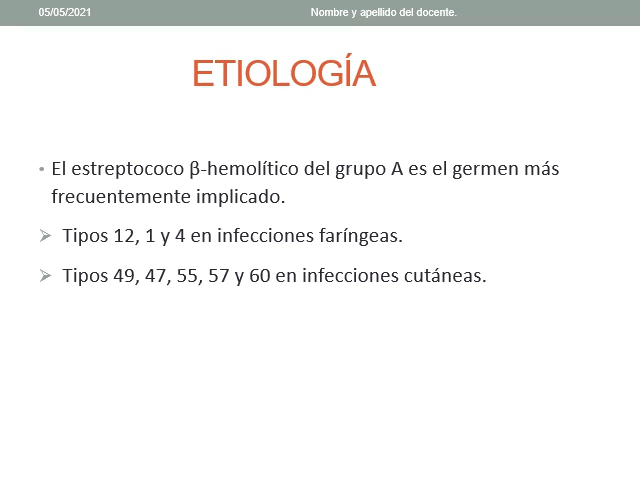 05/05/2021
Nombre y apellido del docente.
ETIOLOGÍA
• El estreptococo β-hemolítico del grupo A es el germen más
frecuentemente implicado.
➢ Tipos 12, 1 y 4 en infecciones faríngeas.
➢ Tipos 49, 47, 55, 57 y 60 en infecciones cutáneas.